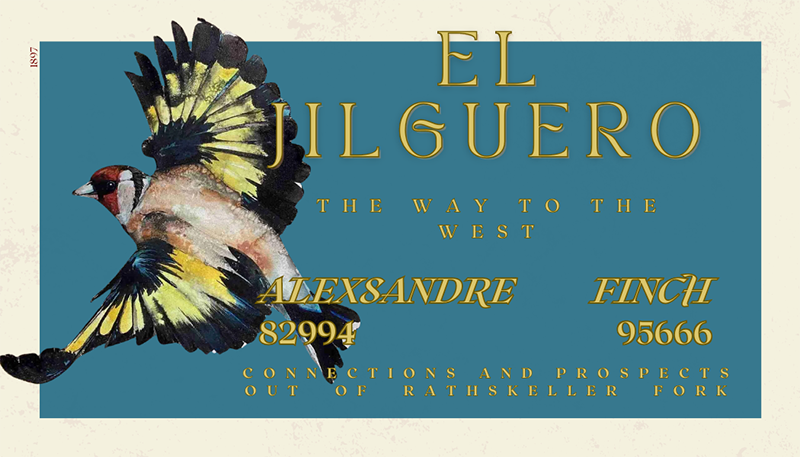 1897
EL
JILGUERO
THE WAY TO THE
WEST
ALEXSANDRE FINCH
82994 95666
CONNECTIONS AND PROSPECTS
OUT OF RATHSKELLER FORK